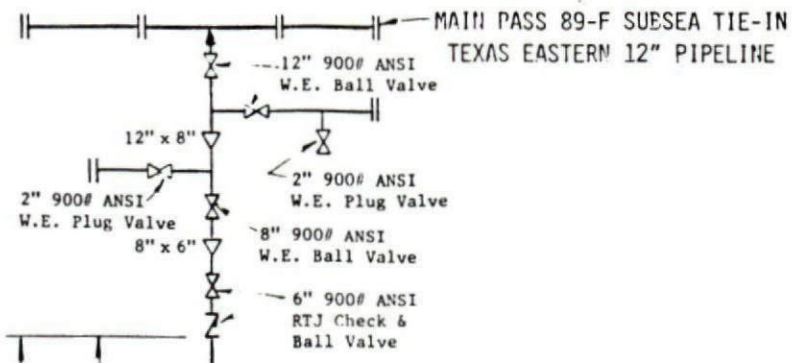 MAIN PASS 89-F SUBSEA TIE-IN
TEXAS EASTERN 12" PIPELINE
12" 900# ANSI
W.E. Ball Valve
12" x 8"
2" 900# ANSI
W.E. Plug Valve
2" 900# ANSI
W.E. Plug Valve
8" 900# ANSI
W.E. Ball Valve
8" x 6"
6" 900# ANSI
RTJ Check &
Ball Valve